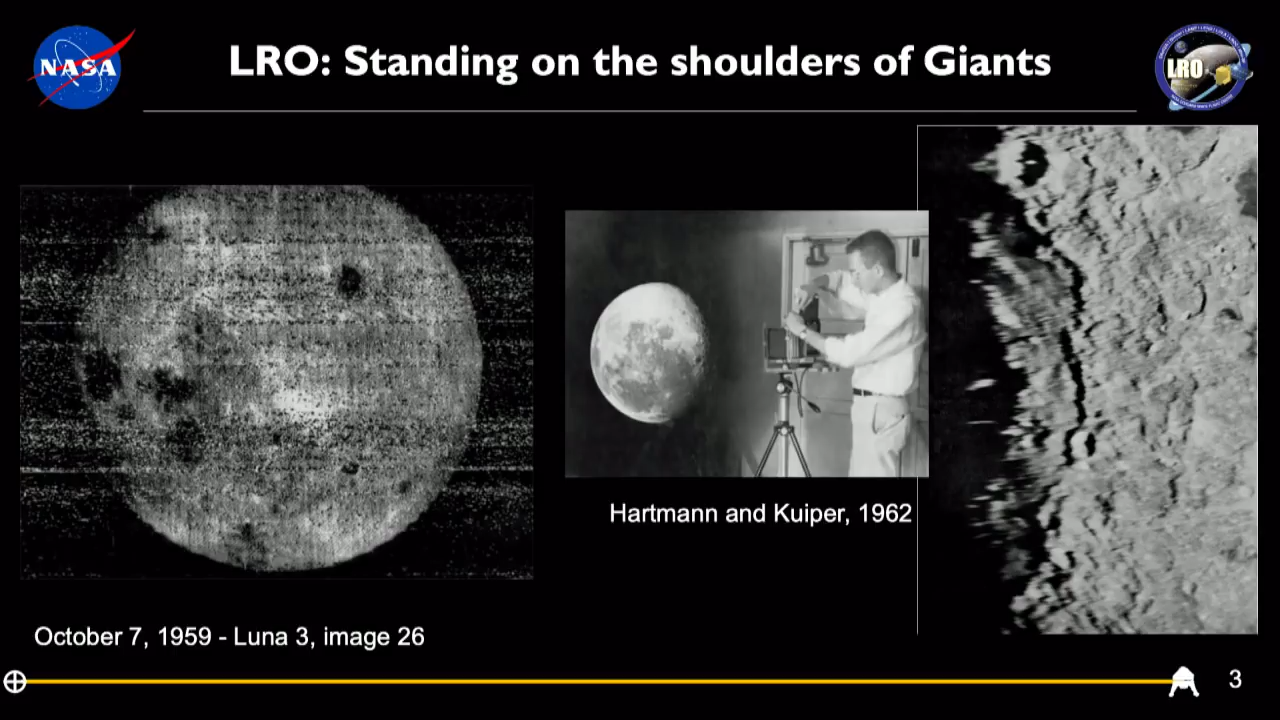 NASA
LRO: Standing on the shoulders of Giants
LRO
Hartmann and Kuiper, 1962
October 7, 1959 - Luna 3, image 26
3